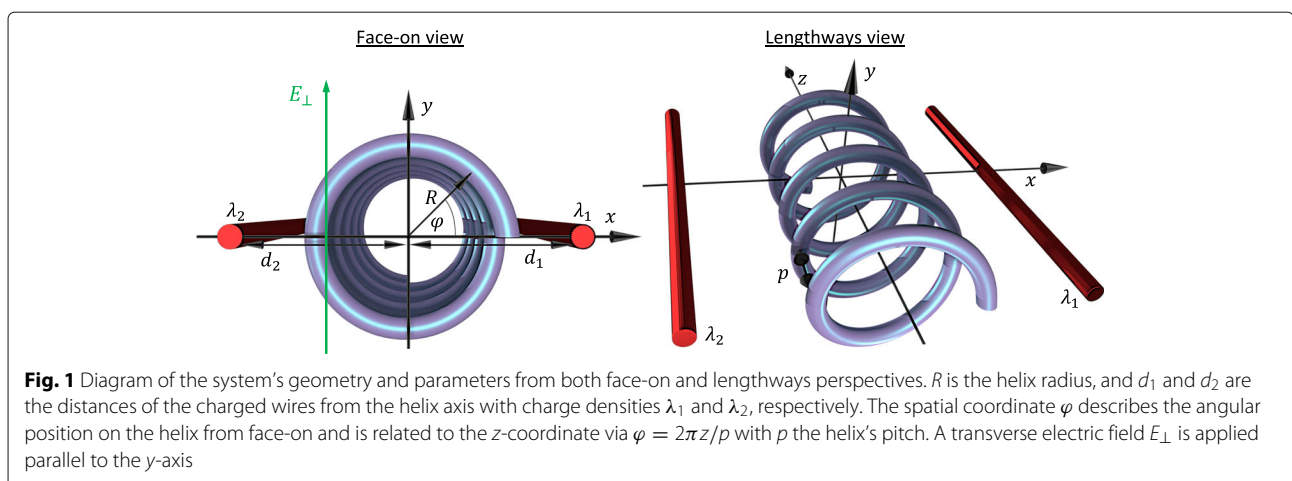 Face-on view
Lengthways view
E⊥
y
R
φ
λ2
λ1
x
d2
d1
z
y
x
p
λ1
λ2
Fig. 1 Diagram of the system's geometry and parameters from both face-on and lengthways perspectives. R is the helix radius, and d1 and d2 are
the distances of the charged wires from the helix axis with charge densities λ1 and λ2, respectively. The spatial coordinate φ describes the angular
position on the helix from face-on and is related to the z-coordinate via φ = 2πz/p with p the helix's pitch. A transverse electric field E⊥ is applied
parallel to the y-axis